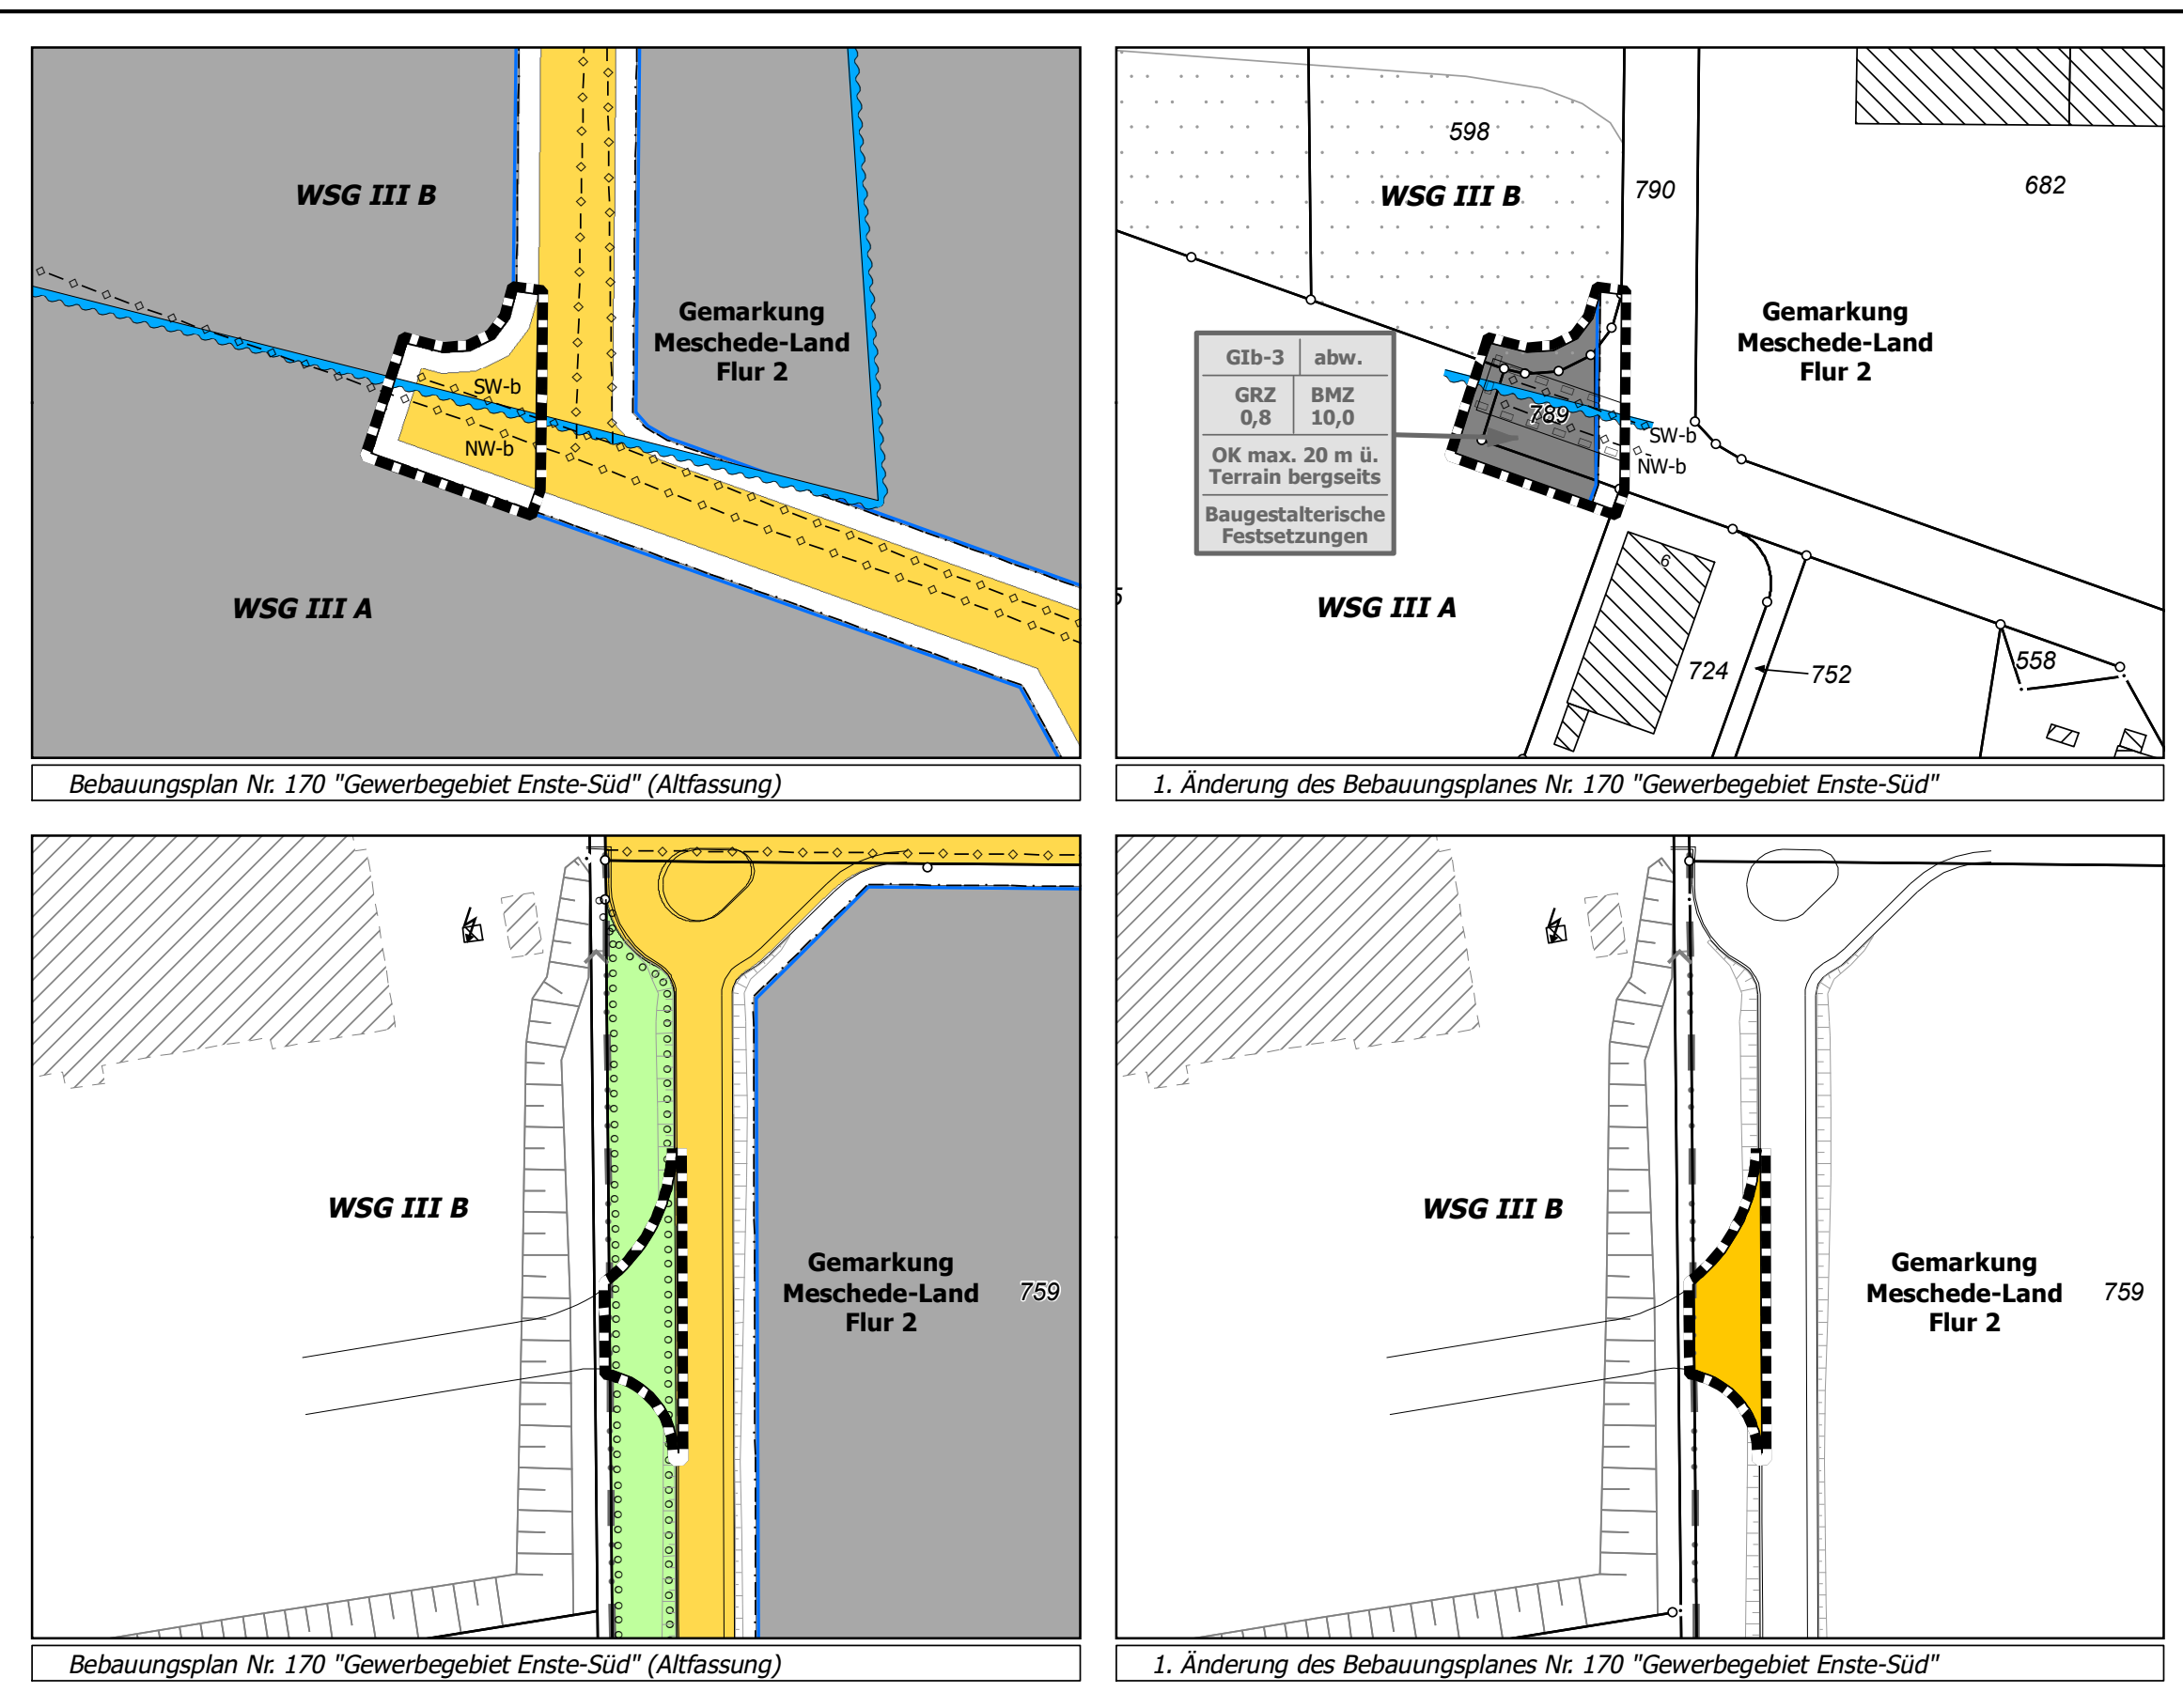 WSG III B
Gemarkung
Meschede-Land
Flur 2
SW-b
NW-b
WSG III A
Bebauungsplan Nr. 170 "Gewerbegebiet Enste-Süd" (Altfassung)
598
WSG III B
790
682
Gemarkung
Meschede-Land
Flur 2
GIb-3 abw.
GRZ BMZ
0,8 10,0
OK max. 20 m ü.
Terrain bergseits
Baugestalterische
Festsetzungen
789
SW-b
NW-b
WSG III A
6
724
752
558
1. Änderung des Bebauungsplanes Nr. 170 "Gewerbegebiet Enste-Süd"
WSG III B
Gemarkung
Meschede-Land
Flur 2
759
Bebauungsplan Nr. 170 "Gewerbegebiet Enste-Süd" (Altfassung)
WSG III B
Gemarkung
Meschede-Land
Flur 2
759
1. Änderung des Bebauungsplanes Nr. 170 "Gewerbegebiet Enste-Süd"